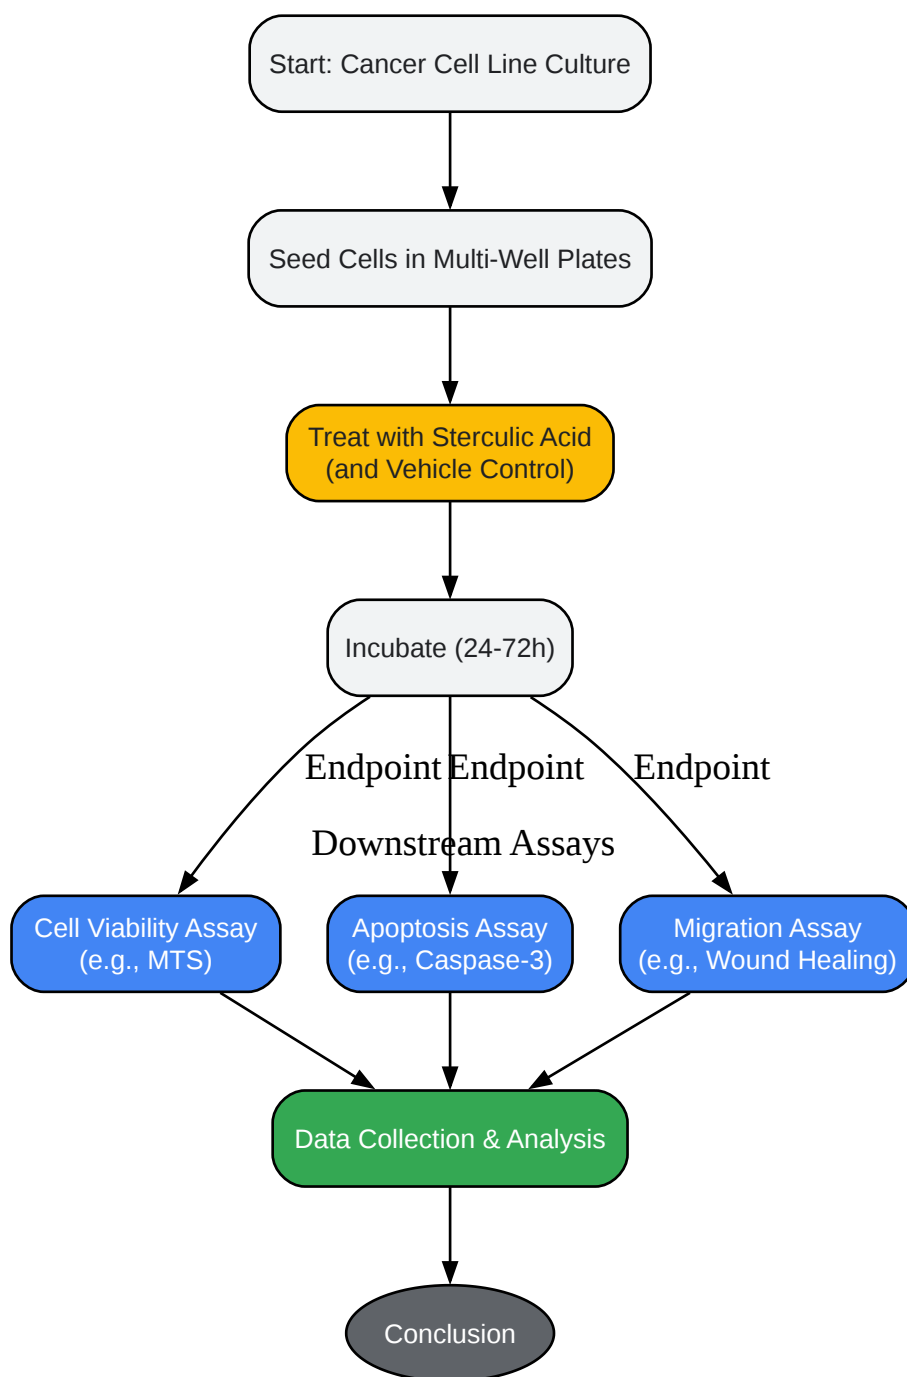 Start: Cancer Cell Line Culture
Seed Cells in Multi-Well Plates
Treat with Sterculic Acid
(and Vehicle Control)
Incubate (24-72h)
Endpoint
Endpoint
Endpoint
Downstream Assays
Cell Viability Assay
(e.g., MTS)
Apoptosis Assay
(e.g., Caspase-3)
Migration Assay
(e.g., Wound Healing)
Data Collection & Analysis
Conclusion